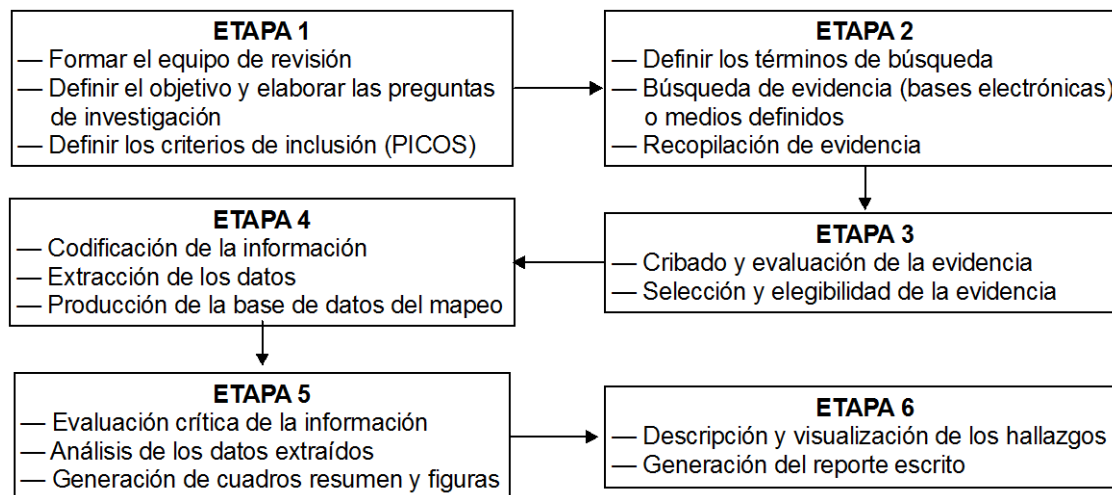 ETAPA 1
— Formar el equipo de revisión
— Definir el objetivo y elaborar las preguntas
de investigación
— Definir los criterios de inclusión (PICOS)
ETAPA 2
— Definir los términos de búsqueda
— Búsqueda de evidencia (bases electrónicas)
o medios definidos
— Recopilación de evidencia
ETAPA 3
— Cribado y evaluación de la evidencia
— Selección y elegibilidad de la evidencia
ETAPA 4
— Codificación de la información
— Extracción de los datos
— Producción de la base de datos del mapeo
ETAPA 5
— Evaluación crítica de la información
— Análisis de los datos extraídos
— Generación de cuadros resumen y figuras
ETAPA 6
— Descripción y visualización de los hallazgos
— Generación del reporte escrito